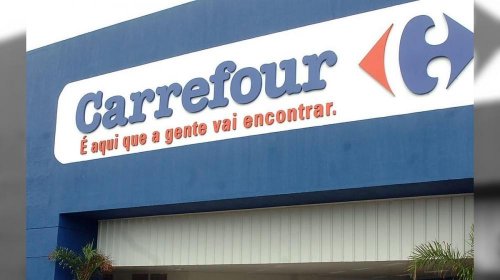 Carrefour
É aqui que a gente vai encontrar.